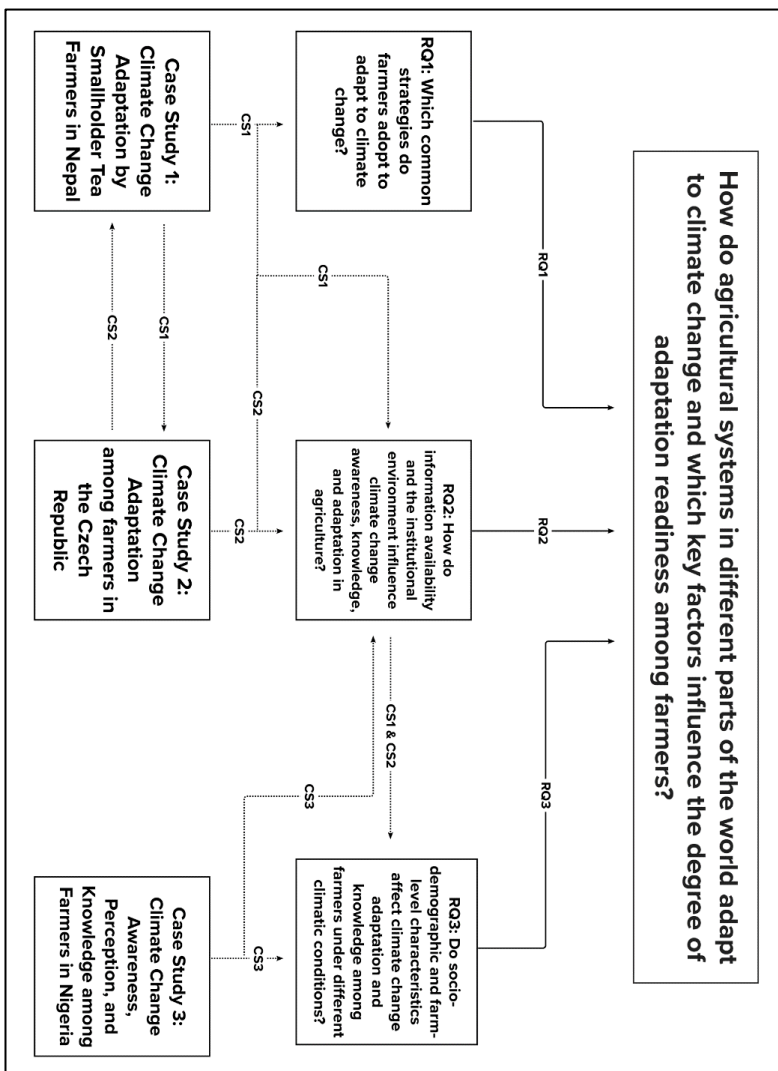 How do agricultural systems in different parts of the world adapt
to climate change and which key factors influence the degree of
adaptation readiness among farmers?
RQ1
RQ2
RQ3
RQ1: Which common
strategies do
farmers adopt to
adapt to climate
change?
RQ2: How do
information availability
and the institutional
environment influence
climate change
awareness, knowledge,
and adaptation in
agriculture?
RQ3: Do socio-
demographic and farm-
level characteristics
affect climate change
adaptation and
knowledge among
farmers under different
climatic conditions?
CS1
CS1 & CS2
CS1
CS2
CS2
CS3
CS3
Case Study 1:
Climate Change
Adaptation by
Smallholder Tea
Farmers in Nepal
CS1
CS2
Case Study 2:
Climate Change
Adaptation
among farmers in
the Czech
Republic
Case Study 3:
Climate Change
Awareness,
Perception, and
Knowledge among
Farmers in Nigeria